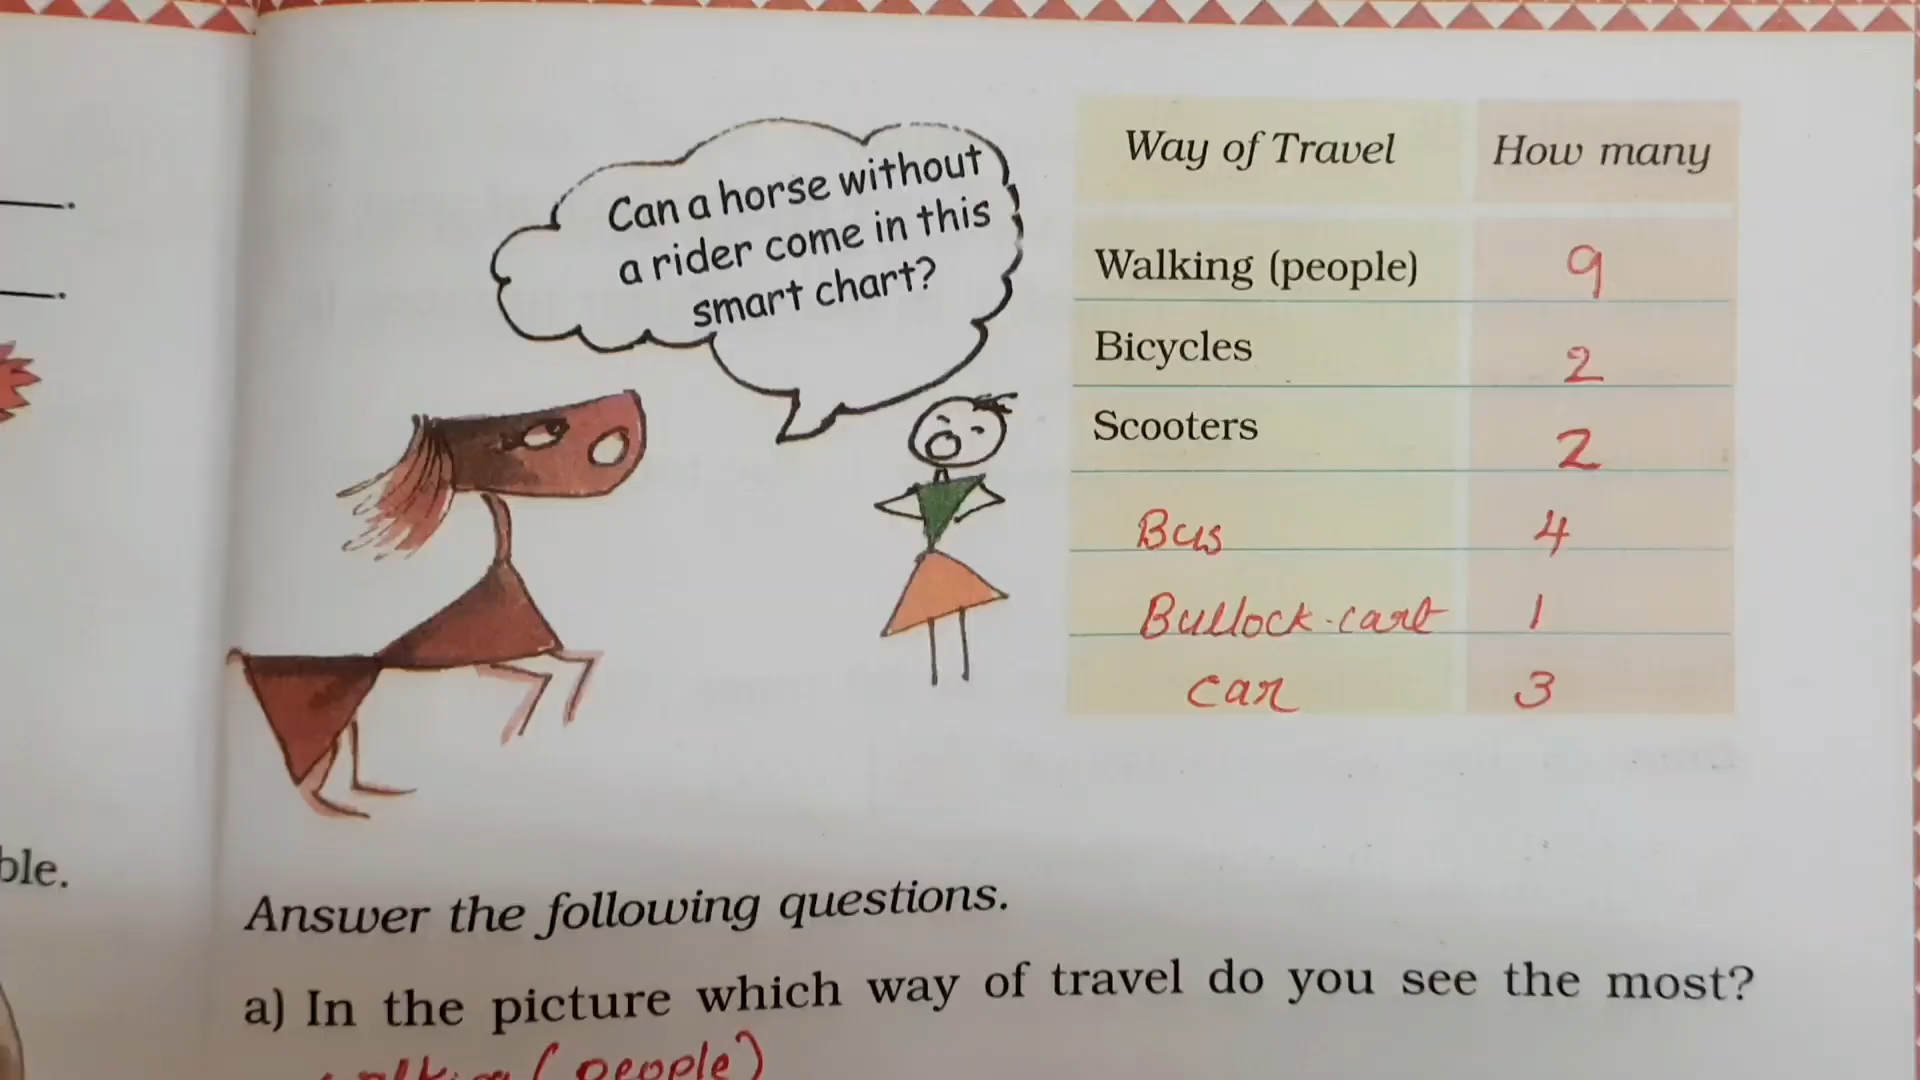 Can a horse without
a rider come in this
smart chart?
Way of Travel How many
Walking (people) 9
Bicycles 2
Scooters 2
Bus 4
Bullock-cart 1
car 3
ble.
Answer the following questions.
a) In the picture which way of travel do you see the most?
walking (people)